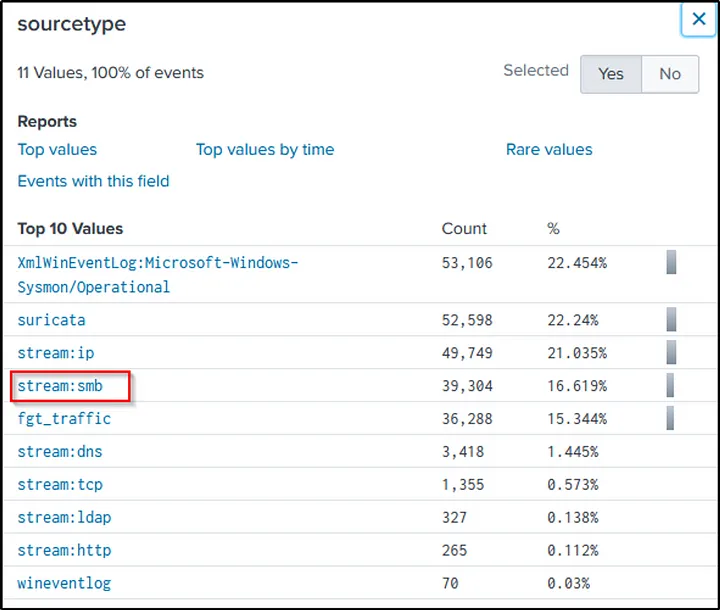 sourcetype
11 Values, 100% of events Selected Yes No
Reports
Top values Top values by time Rare values
Events with this field
Top 10 Values Count %
XmlWinEventLog:Microsoft-Windows- 53,106 22.454%
Sysmon/Operational
suricata 52,598 22.24%
stream:ip 49,749 21.035%
stream:smb 39,304 16.619%
fgt_traffic 36,288 15.344%
stream:dns 3,418 1.445%
stream:tcp 1,355 0.573%
stream:ldap 327 0.138%
stream:http 265 0.112%
wineventlog 70 0.03%